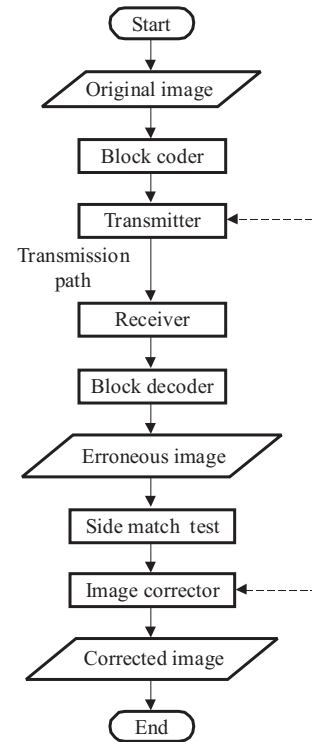 Start
Original image
Block coder
Transmitter
Transmission
path
Receiver
Block decoder
Erroneous image
Side match test
Image corrector
Corrected image
End